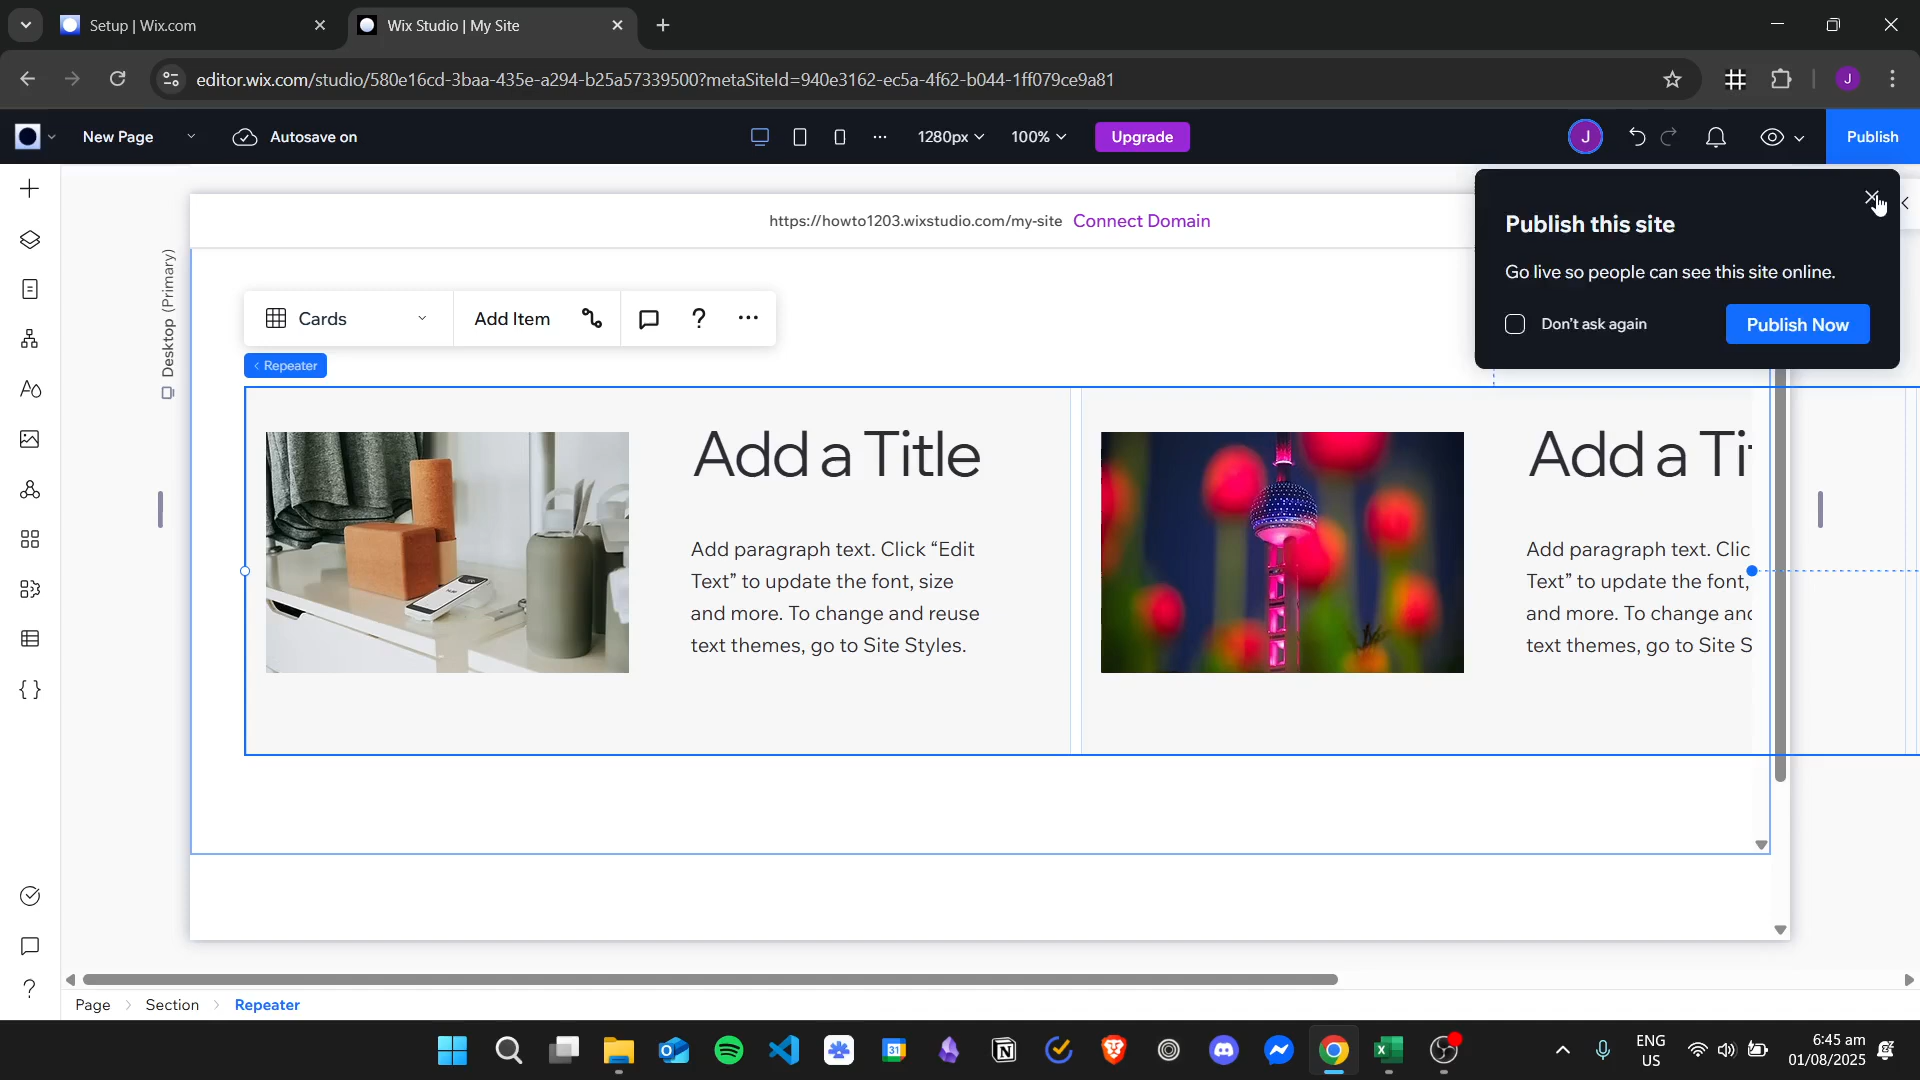 Setup | Wix.com
Wix Studio | My Site
editor.wix.com/studio/580e16cd-3baa-435e-a294-b25a57339500?metaSiteId=940e3162-ec5a-4f62-b044-1ff079ce9a81
J
New Page
Autosave on
1280px
100%
Upgrade
J
Publish
https://howto1203.wixstudio.com/my-site Connect Domain
Publish this site
Go live so people can see this site online.
Don't ask again
Publish Now
Desktop (Primary)
Cards
Add Item
< Repeater
Add a Title
Add paragraph text. Click “Edit
Text” to update the font, size
and more. To change and reuse
text themes, go to Site Styles.
Add a Tit
Add paragraph text. Clic
Text” to update the font,
and more. To change and
text themes, go to Site S
Page > Section > Repeater
31
ENG
US
6:45 am
01/08/2025